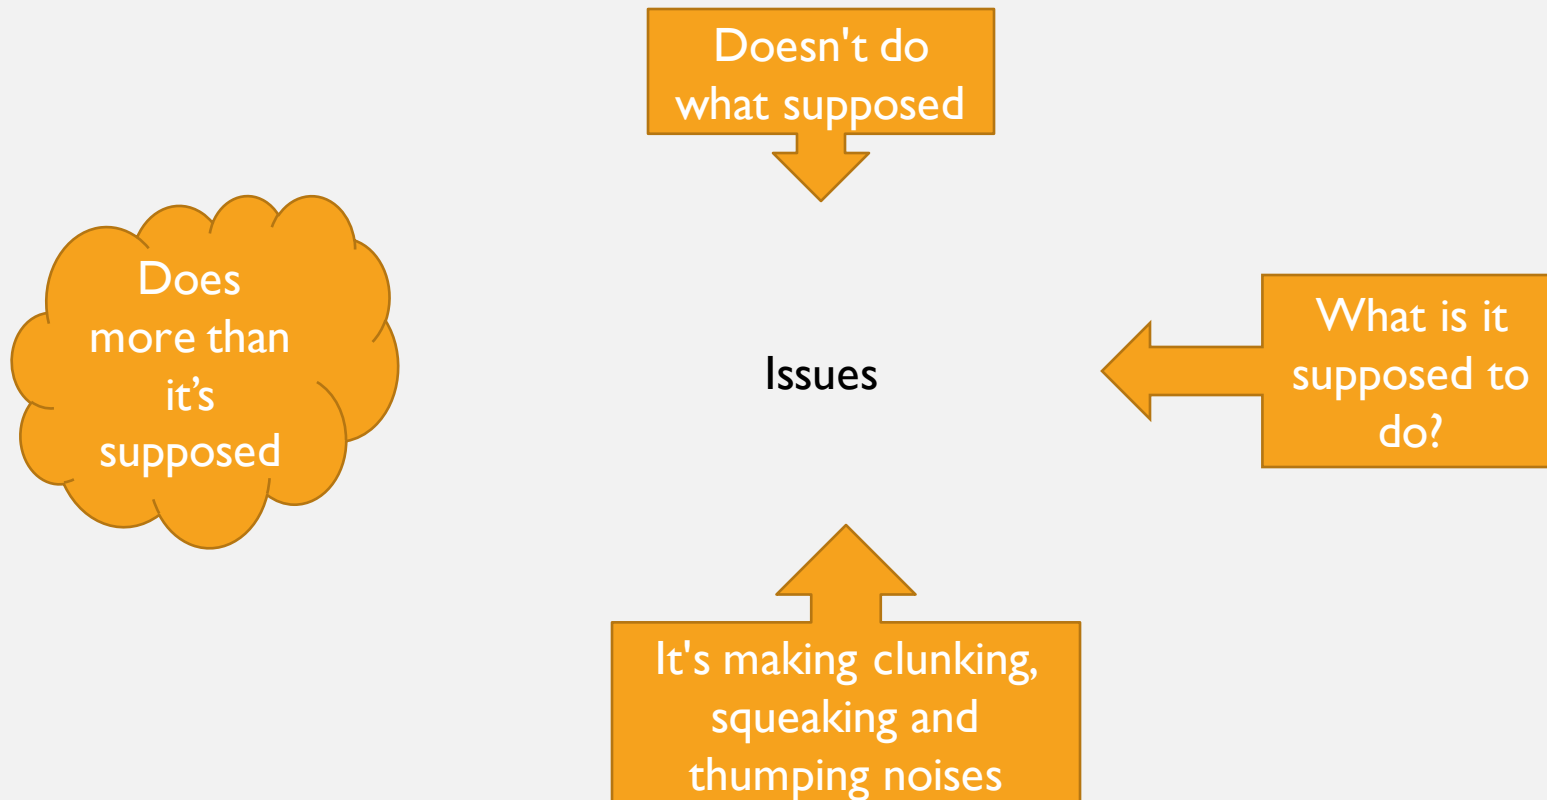 Doesn't do
what supposed
Does
more than
it’s
supposed
Issues
What is it
supposed to
do?
It's making clunking,
squeaking and
thumping noises